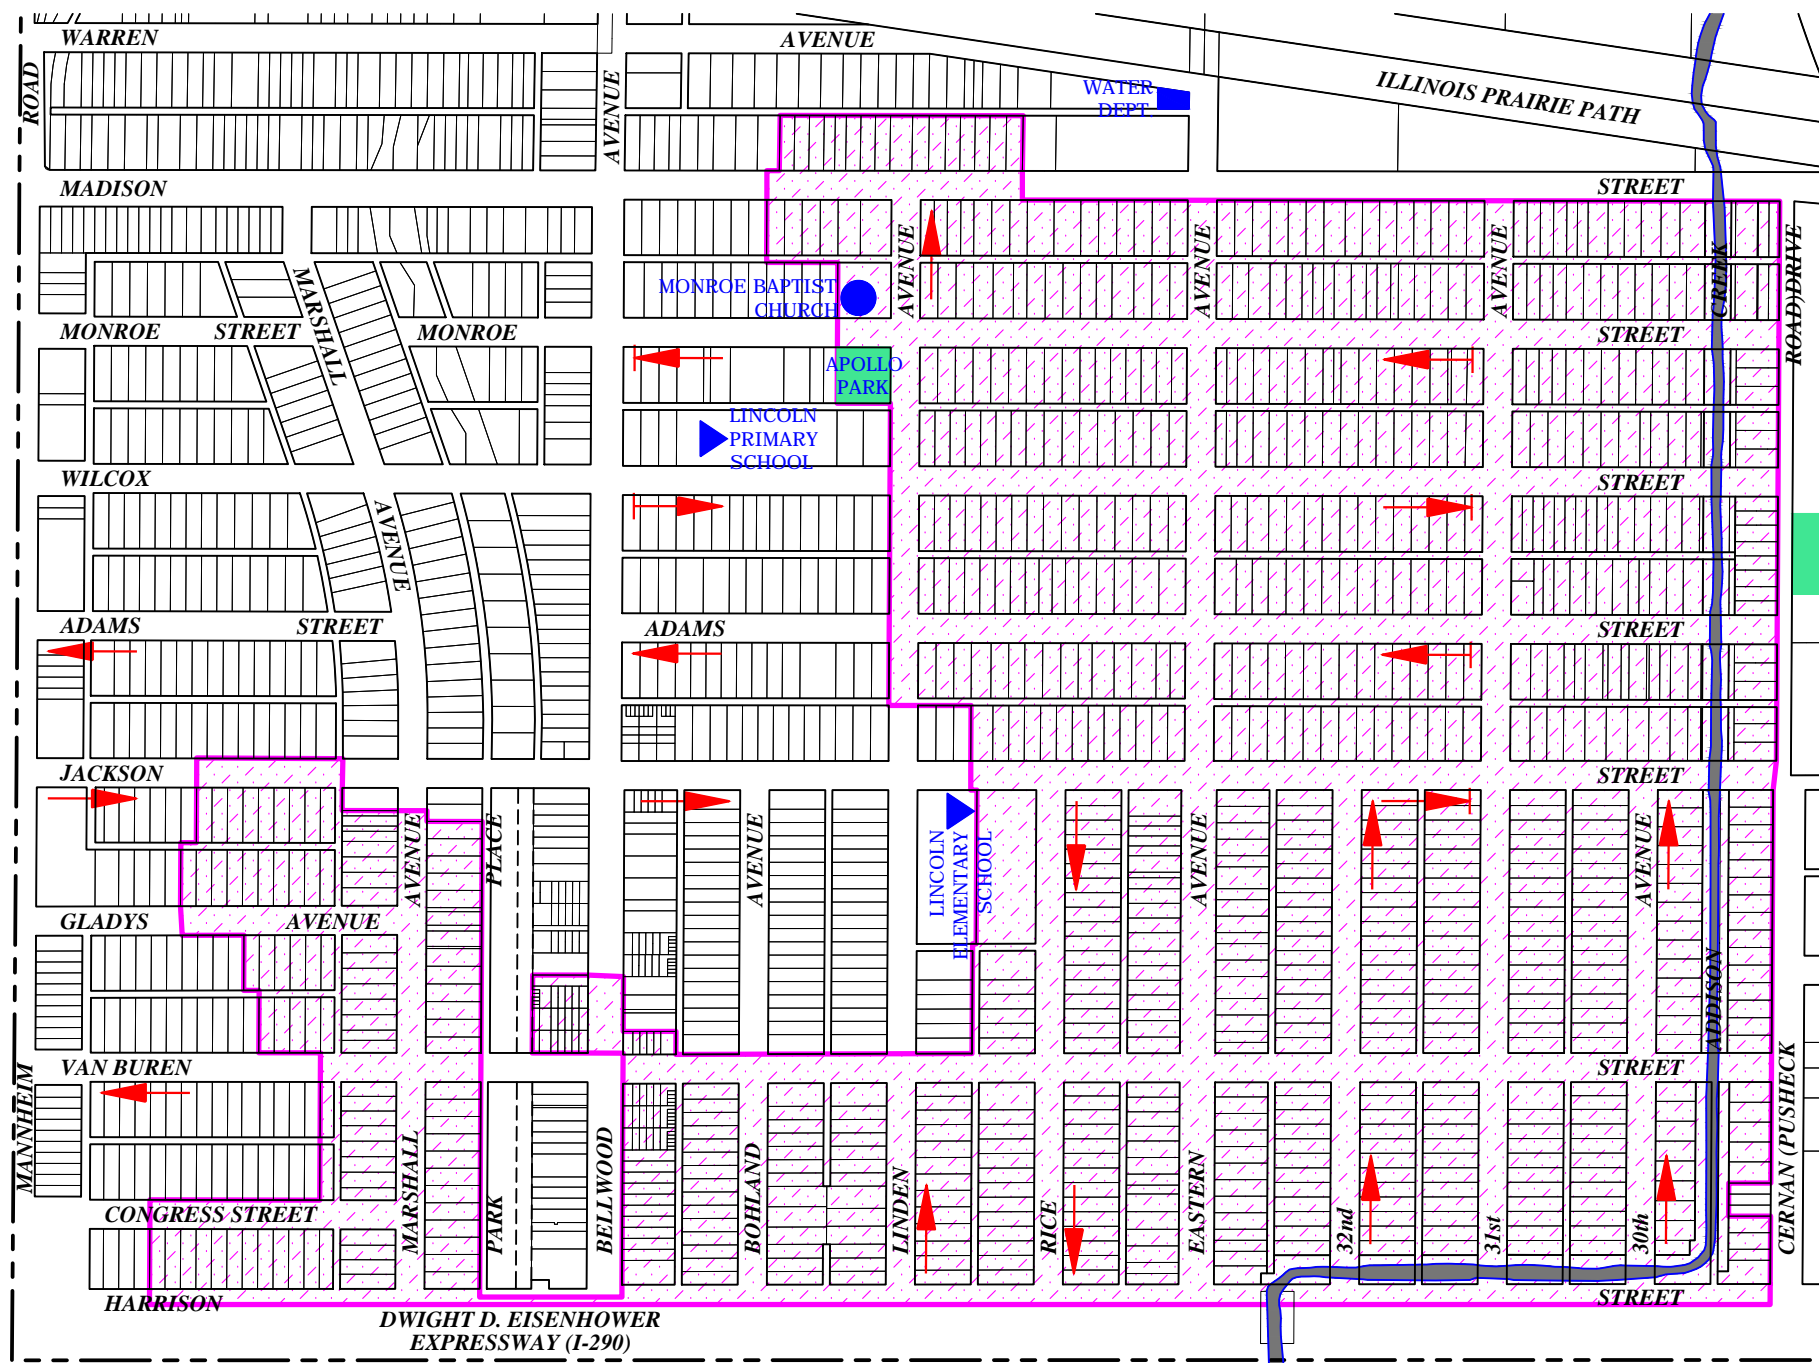 WARREN
AVENUE
ROAD
AVENUE
WATER
DEPT.
ILLINOIS PRAIRIE PATH
MADISON
STREET
MARSHALL
AVENUE
AVENUE
AVENUE
CREEK
ROAD)DRIVE
MONROE BAPTIST
CHURCH
MONROE
STREET
MONROE
STREET
APOLLO
PARK
LINCOLN
PRIMARY
SCHOOL
WILCOX
STREET
AVENUE
ADAMS
STREET
ADAMS
STREET
JACKSON
STREET
AVENUE
PLACE
AVENUE
LINCOLN
ELEMENTARY
SCHOOL
AVENUE
AVENUE
GLADYS
AVENUE
ADDISON
VAN BUREN
STREET
MANNHEIM
MARSHALL
PARK
BELLWOOD
BOHLAND
LINDEN
RICE
EASTERN
32nd
31st
30th
CERNAN (PUSHECK
CONGRESS STREET
HARRISON
STREET
DWIGHT D. EISENHOWER
EXPRESSWAY (I-290)